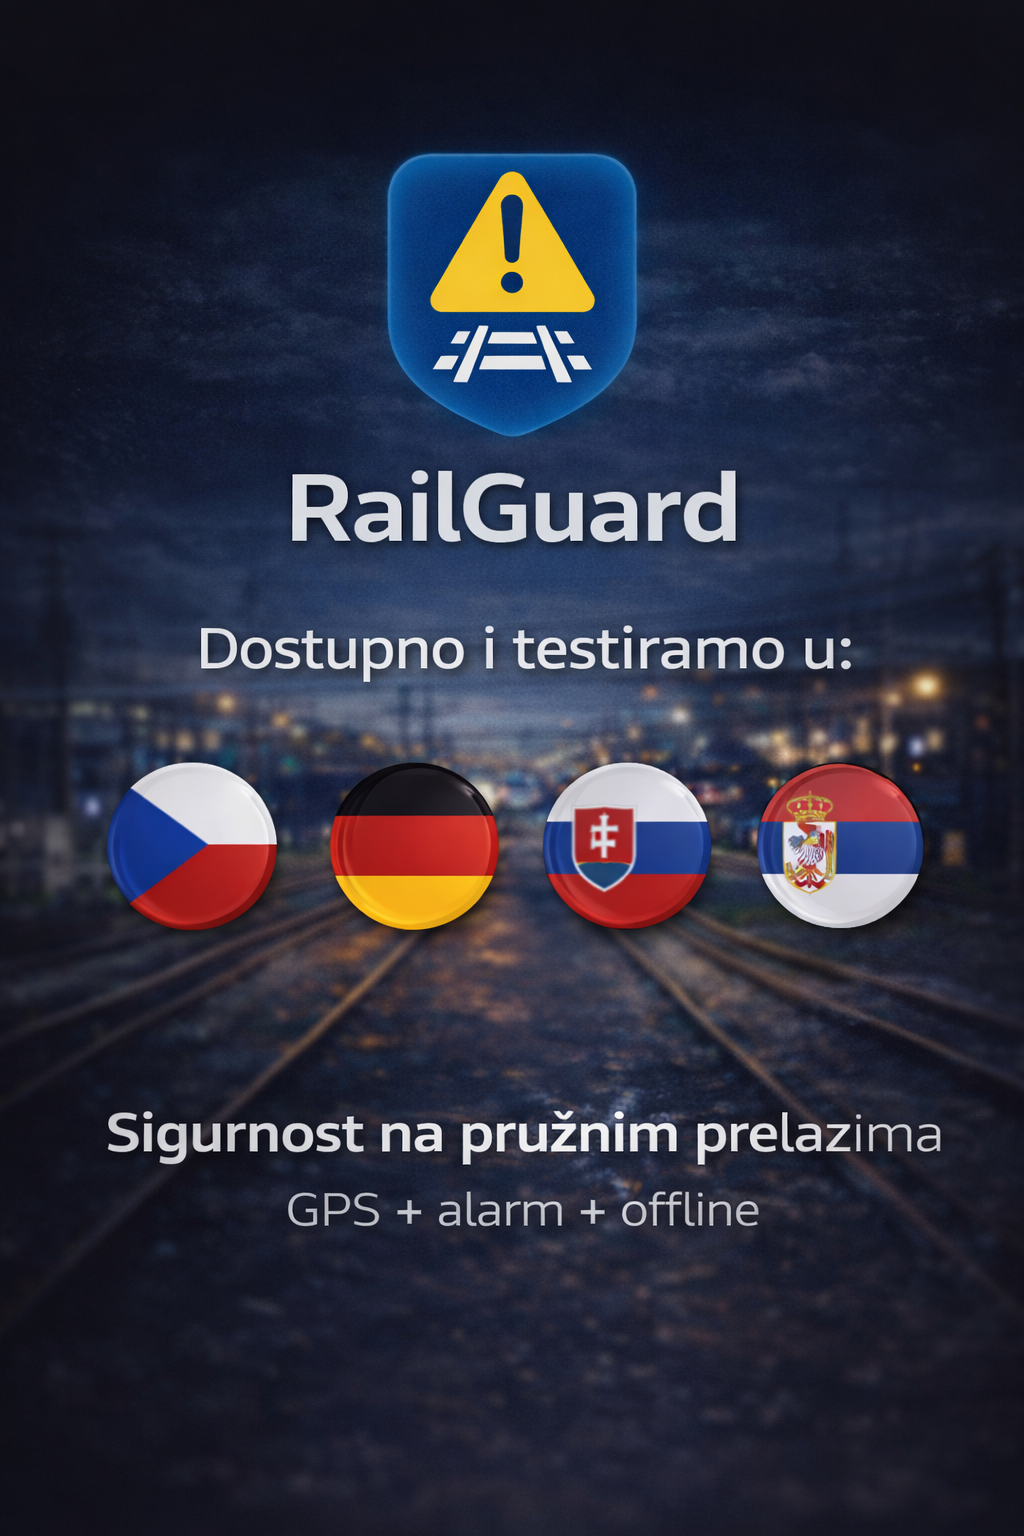 RailGuard
Dostupno i testiramo u:
Sigurnost na pružnim prelazima
GPS + alarm + offline